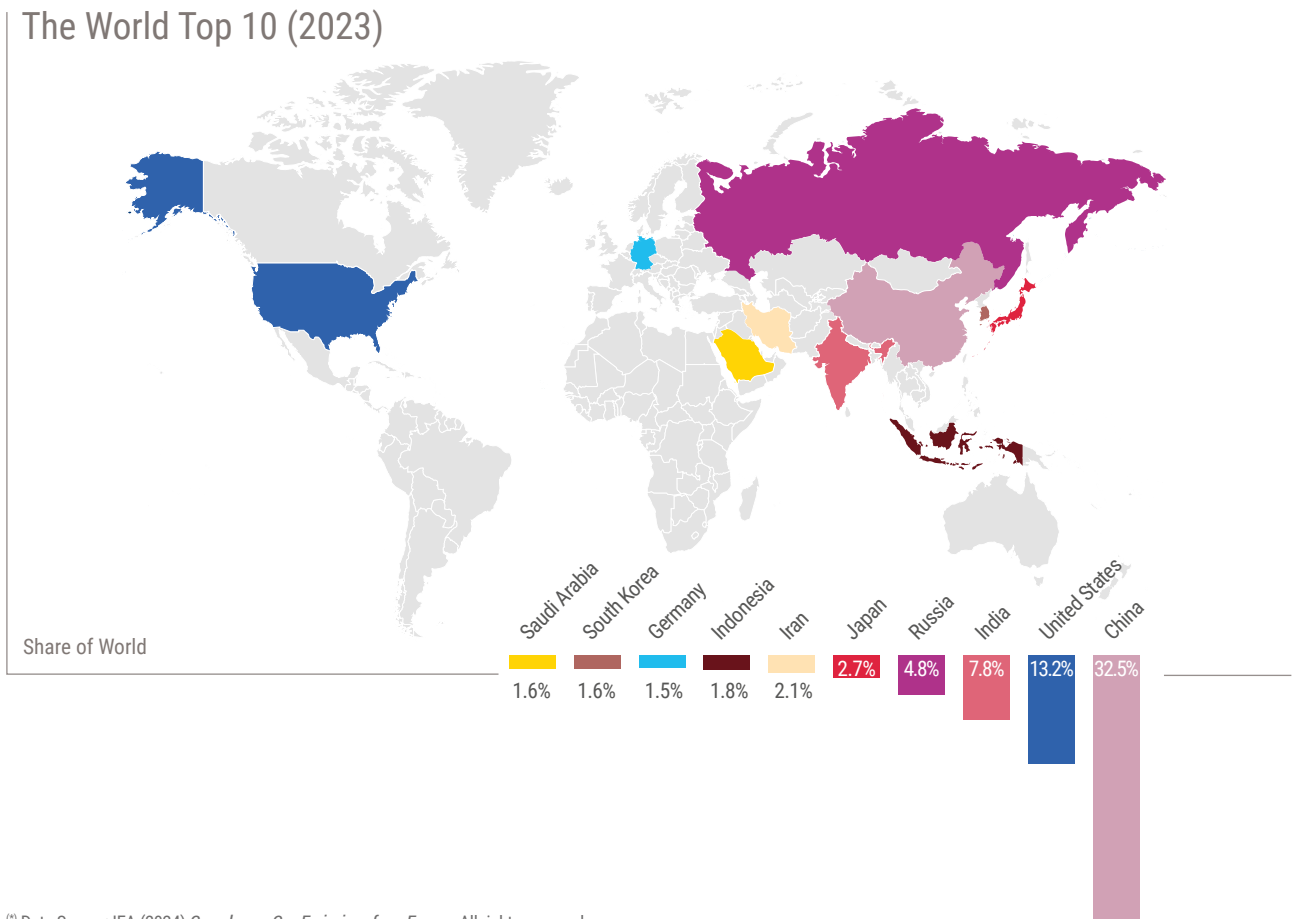 The World Top 10 (2023)
Saudi Arabia
South Korea
Germany
Indonesia
Iran
Japan
Russia
India
United States
China
Share of World
1.6%
1.6%
1.5%
1.8%
2.1%
2.7%
4.8%
7.8%
13.2%
32.5%